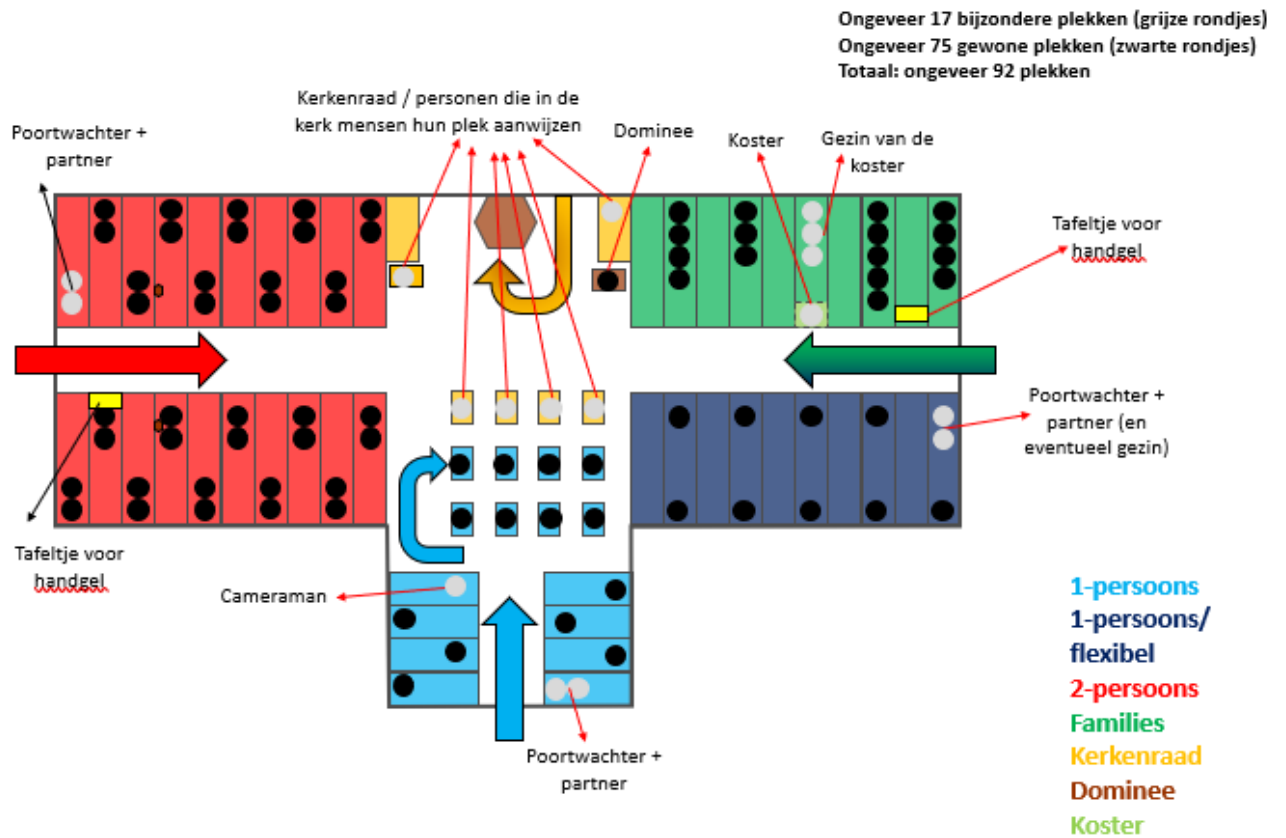 Ongeveer 17 bijzondere plekken (grijze rondjes)
Ongeveer 75 gewone plekken (zwarte rondjes)
Totaal: ongeveer 92 plekken
Kerkenraad / personen die in de
kerk mensen hun plek aanwijzen
Poortwachter +
partner
Dominee
Koster
Gezin van de
koster
Tafeltje voor
handgel
Poortwachter +
partner (en
eventueel gezin)
Tafeltje voor
handgel
Cameraman
Poortwachter +
partner
1-persoons
1-persoons/
flexibel
2-persoons
Families
Kerkenraad
Dominee
Koster